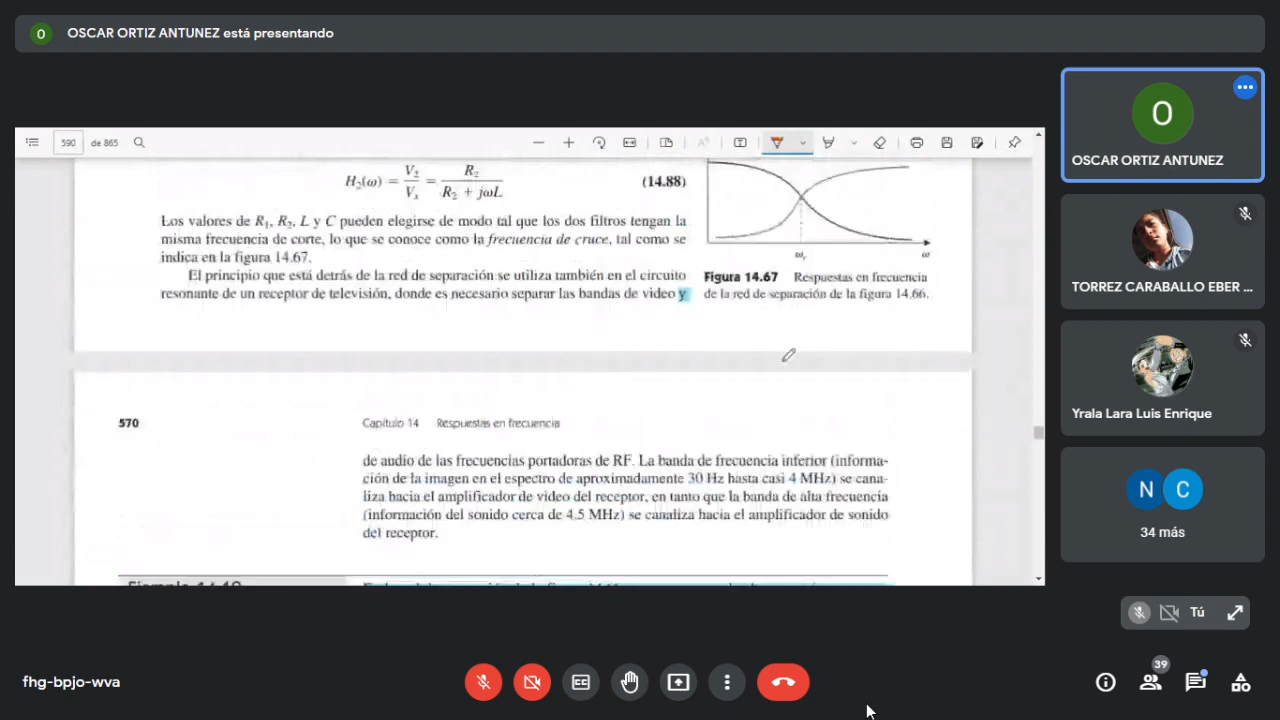 O OSCAR ORTIZ ANTUNEZ está presentando
590 de 865
H₂(ω) = V₂ / Vₛ = R₂ / (R₂ + jωL) (14.88)
Los valores de R₁, R₂, L y C pueden elegirse de modo tal que los dos filtros tengan la
misma frecuencia de corte, lo que se conoce como la frecuencia de cruce, tal como se
indica en la figura 14.67.
El principio que está detrás de la red de separación se utiliza también en el circuito
resonante de un receptor de televisión, donde es necesario separar las bandas de video y
ω
Figura 14.67 Respuestas en frecuencia
de la red de separación de la figura 14.66.
570 Capítulo 14 Respuestas en frecuencia
de audio de las frecuencias portadoras de RF. La banda de frecuencia inferior (informa-
ción de la imagen en el espectro de aproximadamente 30 Hz hasta casi 4 MHz) se cana-
liza hacia el amplificador de video del receptor, en tanto que la banda de alta frecuencia
(información del sonido cerca de 4.5 MHz) se canaliza hacia el amplificador de sonido
del receptor.
O
OSCAR ORTIZ ANTUNEZ
TORREZ CARABALLO EBER ...
Yrala Lara Luis Enrique
N C
34 más
Tú
fhg-bpjo-wva
39